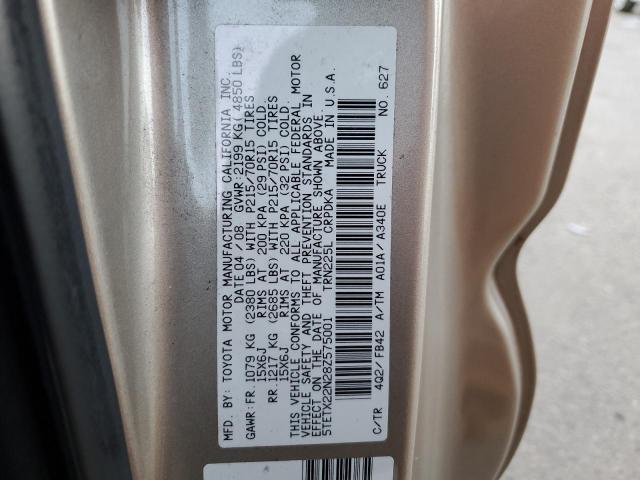 MFD. BY: TOYOTA MOTOR MANUFACTURING CALIFORNIA INC.
DATE 04 / 08 GVWR: 2199 KG( 4850 LBS)
GAWR: FR. 1079 KG (2380 LBS) WITH P215/70R15 TIRES
15X6J RIMS AT 200 KPA (29 PSI) COLD.
RR. 1217 KG (2685 LBS) WITH P215/70R15 TIRES
15X6J RIMS AT 220 KPA (32 PSI) COLD.
THIS VEHICLE CONFORMS TO ALL APPLICABLE FEDERAL MOTOR
VEHICLE SAFETY AND THEFT PREVENTION STANDARDS IN
EFFECT ON THE DATE OF MANUFACTURE SHOWN ABOVE.
5TETX22N28Z575001 TRN225L CRPDKA MADE IN U.S.A.
C/TR 4Q2/ FB42 A/TM A01A/ A340E TRUCK NO. 627